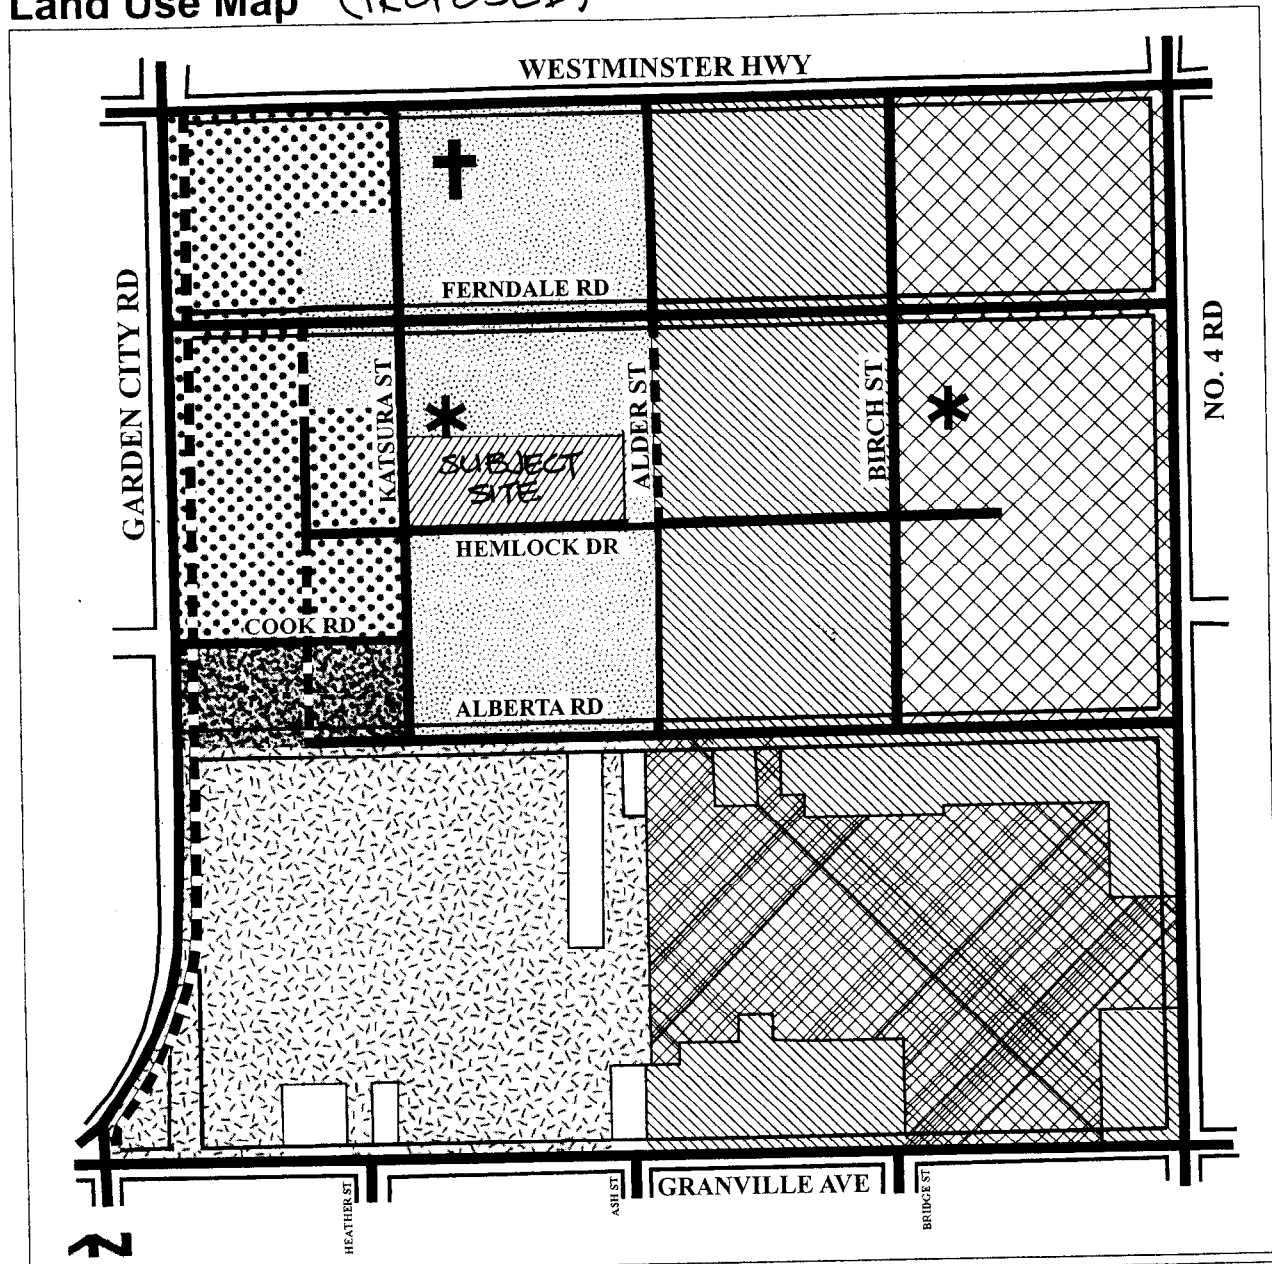 Land Use Map (PROPOSED)
WESTMINSTER HWY
FERNDALE RD
GARDEN CITY RD
KATSURA ST
ALDER ST
BIRCH ST
NO. 4 RD
SUBJECT
SITE
HEMLOCK DR
COOK RD
ALBERTA RD
GRANVILLE AVE
HEATHER ST
ASH ST
BRIDGE ST
N